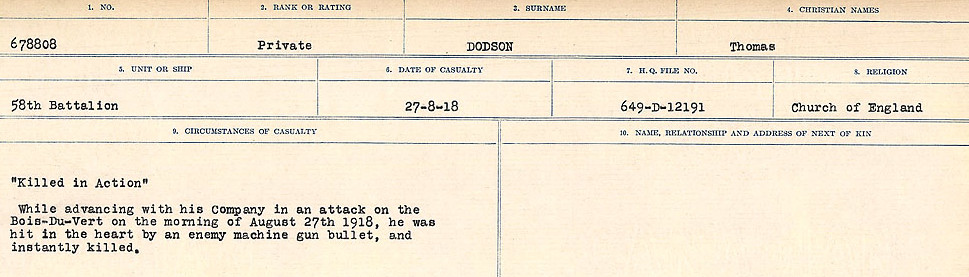 1. NO. 2. RANK OR RATING 3. SURNAME 4. CHRISTIAN NAMES
678808 Private DODSON Thomas
5. UNIT OR SHIP 6. DATE OF CASUALTY 7. H.Q. FILE NO. 8. RELIGION
58th Battalion 27-8-18 649-D-12191 Church of England
9. CIRCUMSTANCES OF CASUALTY 10. NAME, RELATIONSHIP AND ADDRESS OF NEXT OF KIN
"Killed in Action"
While advancing with his Company in an attack on the
Bois-Du-Vert on the morning of August 27th 1918, he was
hit in the heart by an enemy machine gun bullet, and
instantly killed.